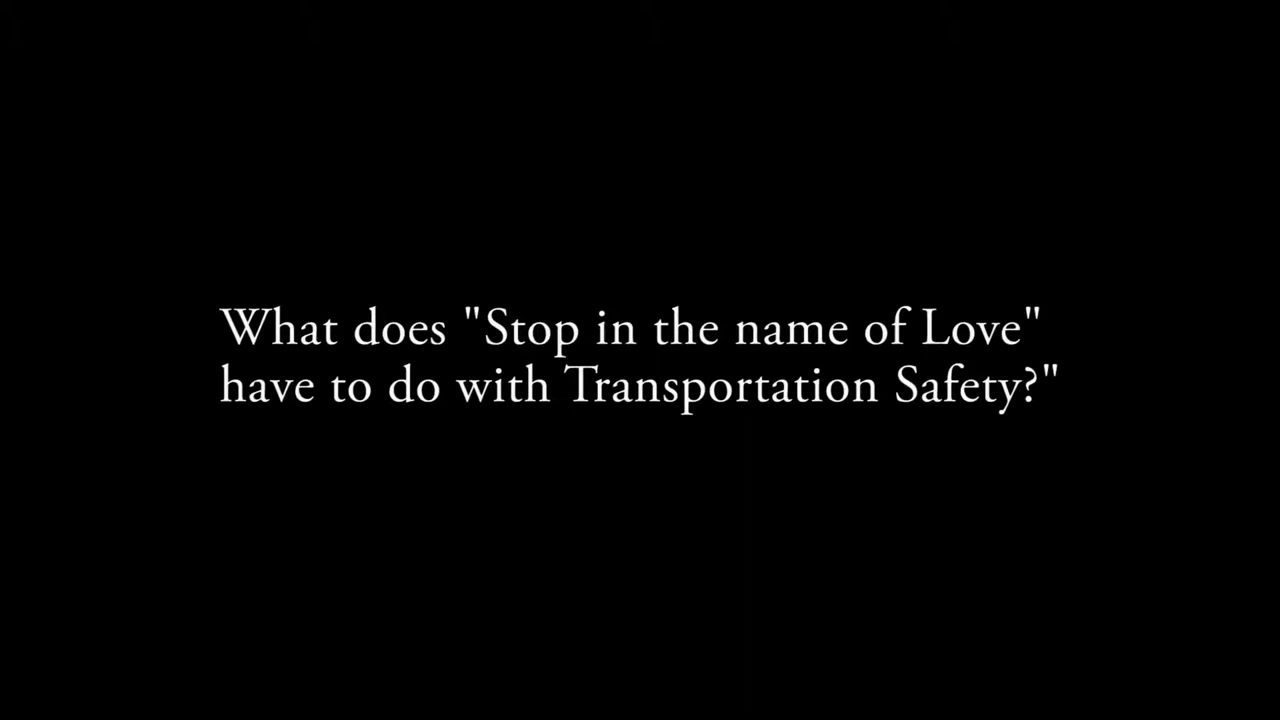 What does "Stop in the name of Love"
have to do with Transportation Safety?"